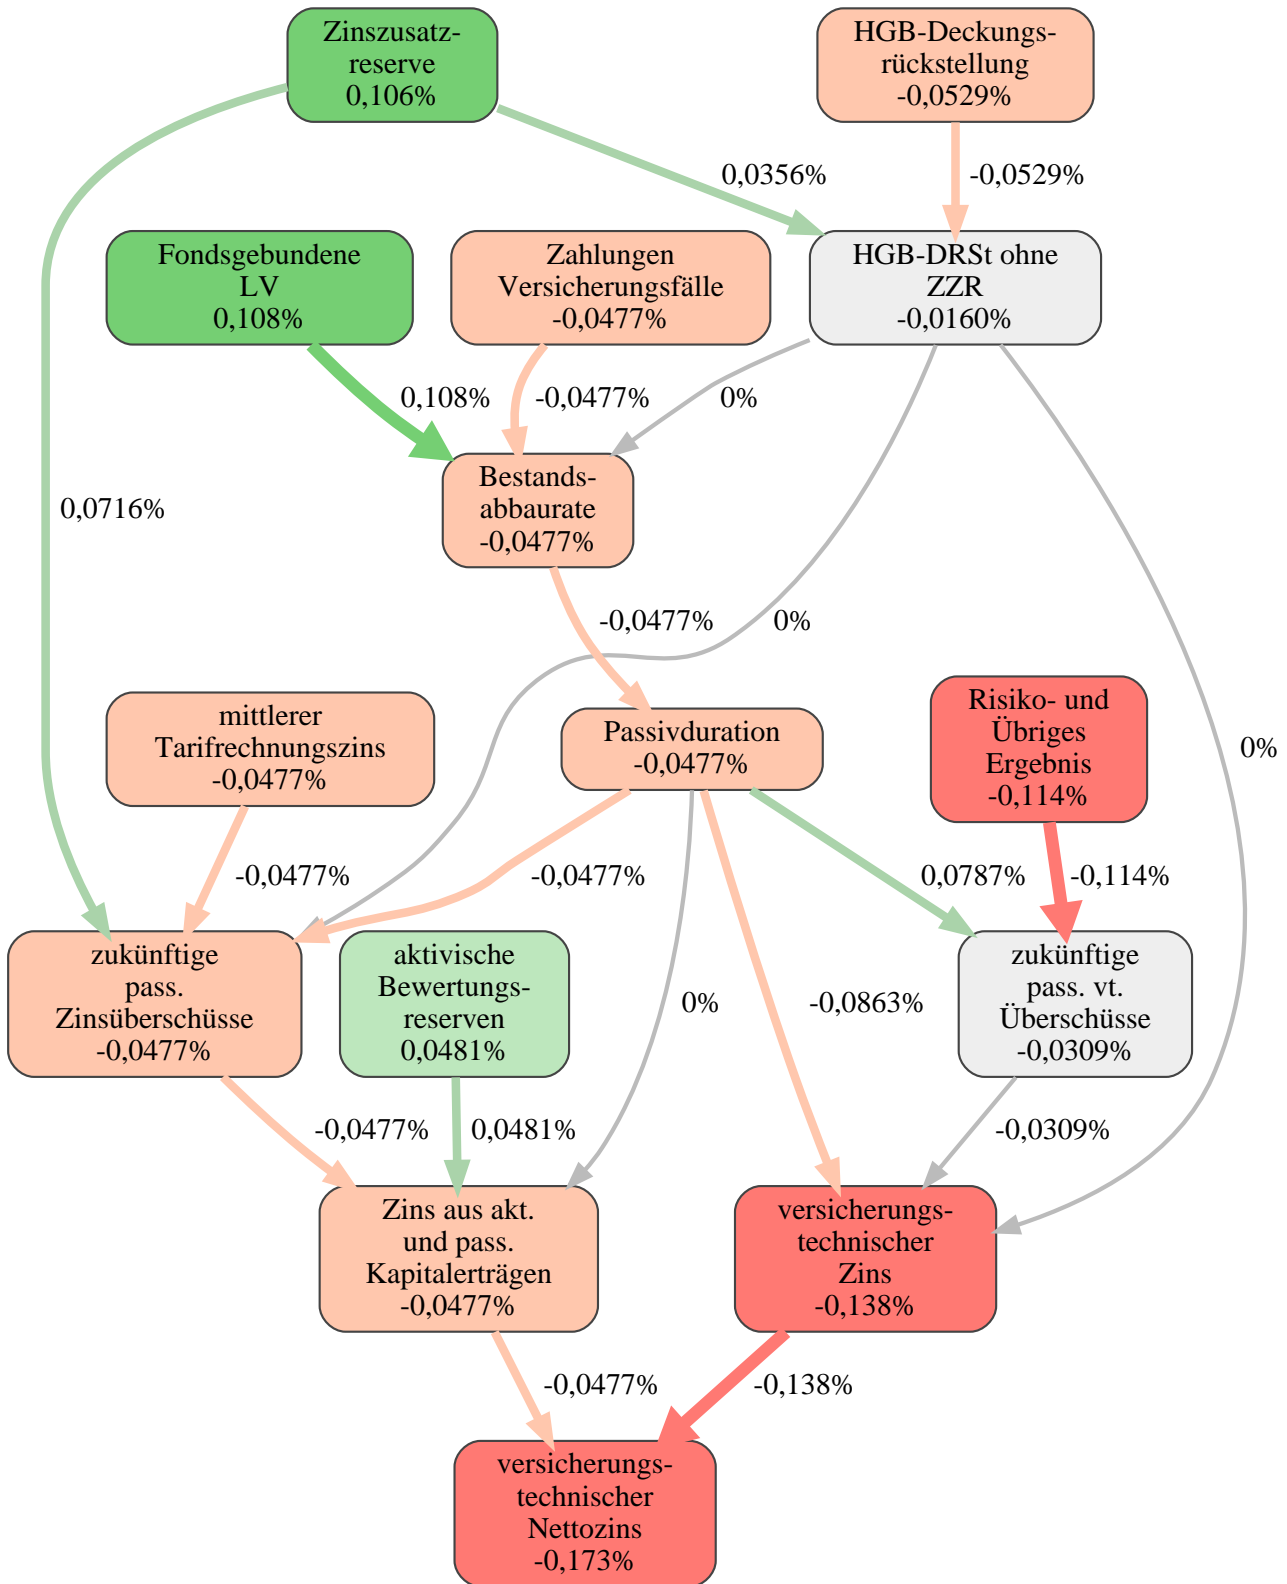 Zinszusatz-
reserve
0,106%
HGB-Deckungs-
rückstellung
-0,0529%
0,0356%
-0,0529%
Fondsgebundene
LV
0,108%
Zahlungen
Versicherungsfälle
-0,0477%
HGB-DRSt ohne
ZZR
-0,0160%
0,108%
-0,0477%
0%
0,0716%
Bestands-
abbaurate
-0,0477%
-0,0477%
0%
mittlerer
Tarifrechnungszins
-0,0477%
Passivduration
-0,0477%
Risiko- und
Übriges
Ergebnis
-0,114%
0%
-0,0477%
-0,0477%
0,0787%
-0,114%
zukünftige
pass.
Zinsüberschüsse
-0,0477%
aktivische
Bewertungs-
reserven
0,0481%
0%
-0,0863%
zukünftige
pass. vt.
Überschüsse
-0,0309%
-0,0477%
0,0481%
-0,0309%
Zins aus akt.
und pass.
Kapitalerträgen
-0,0477%
versicherungs-
technischer
Zins
-0,138%
-0,0477%
-0,138%
versicherungs-
technischer
Nettozins
-0,173%